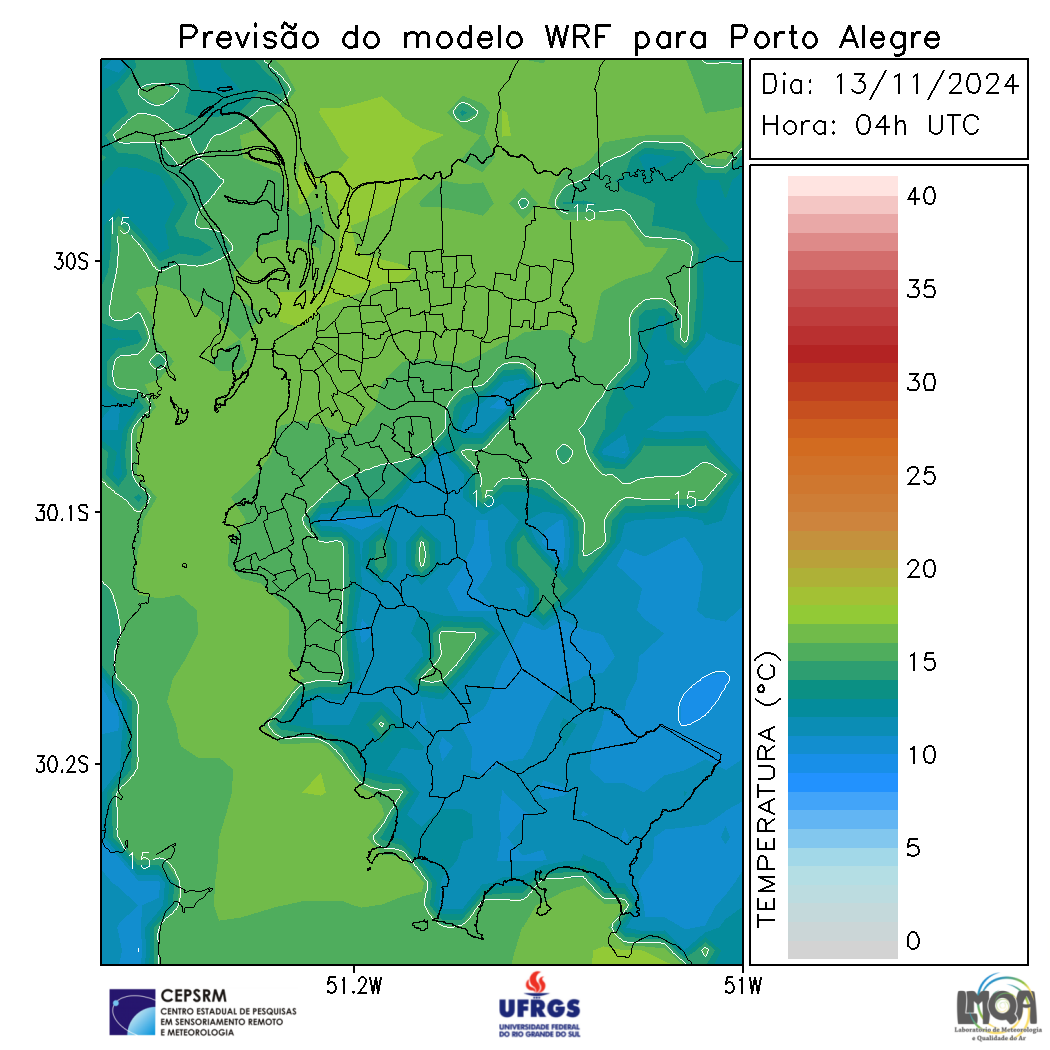 Previsão do modelo WRF para Porto Alegre
Dia: 13/11/2024
Hora: 04h UTC
40
35
30
25
20
15
10
5
0
TEMPERATURA (°C)
15
15
15
15
15
30S
30.1S
30.2S
51.2W
51W
CEPSRM
CENTRO ESTADUAL DE PESQUISAS
EM SENSORIAMENTO REMOTO
E METEOROLOGIA
UFRGS
UNIVERSIDADE FEDERAL
DO RIO GRANDE DO SUL
LMQA
Laboratório de Meteorologia
e Qualidade do Ar